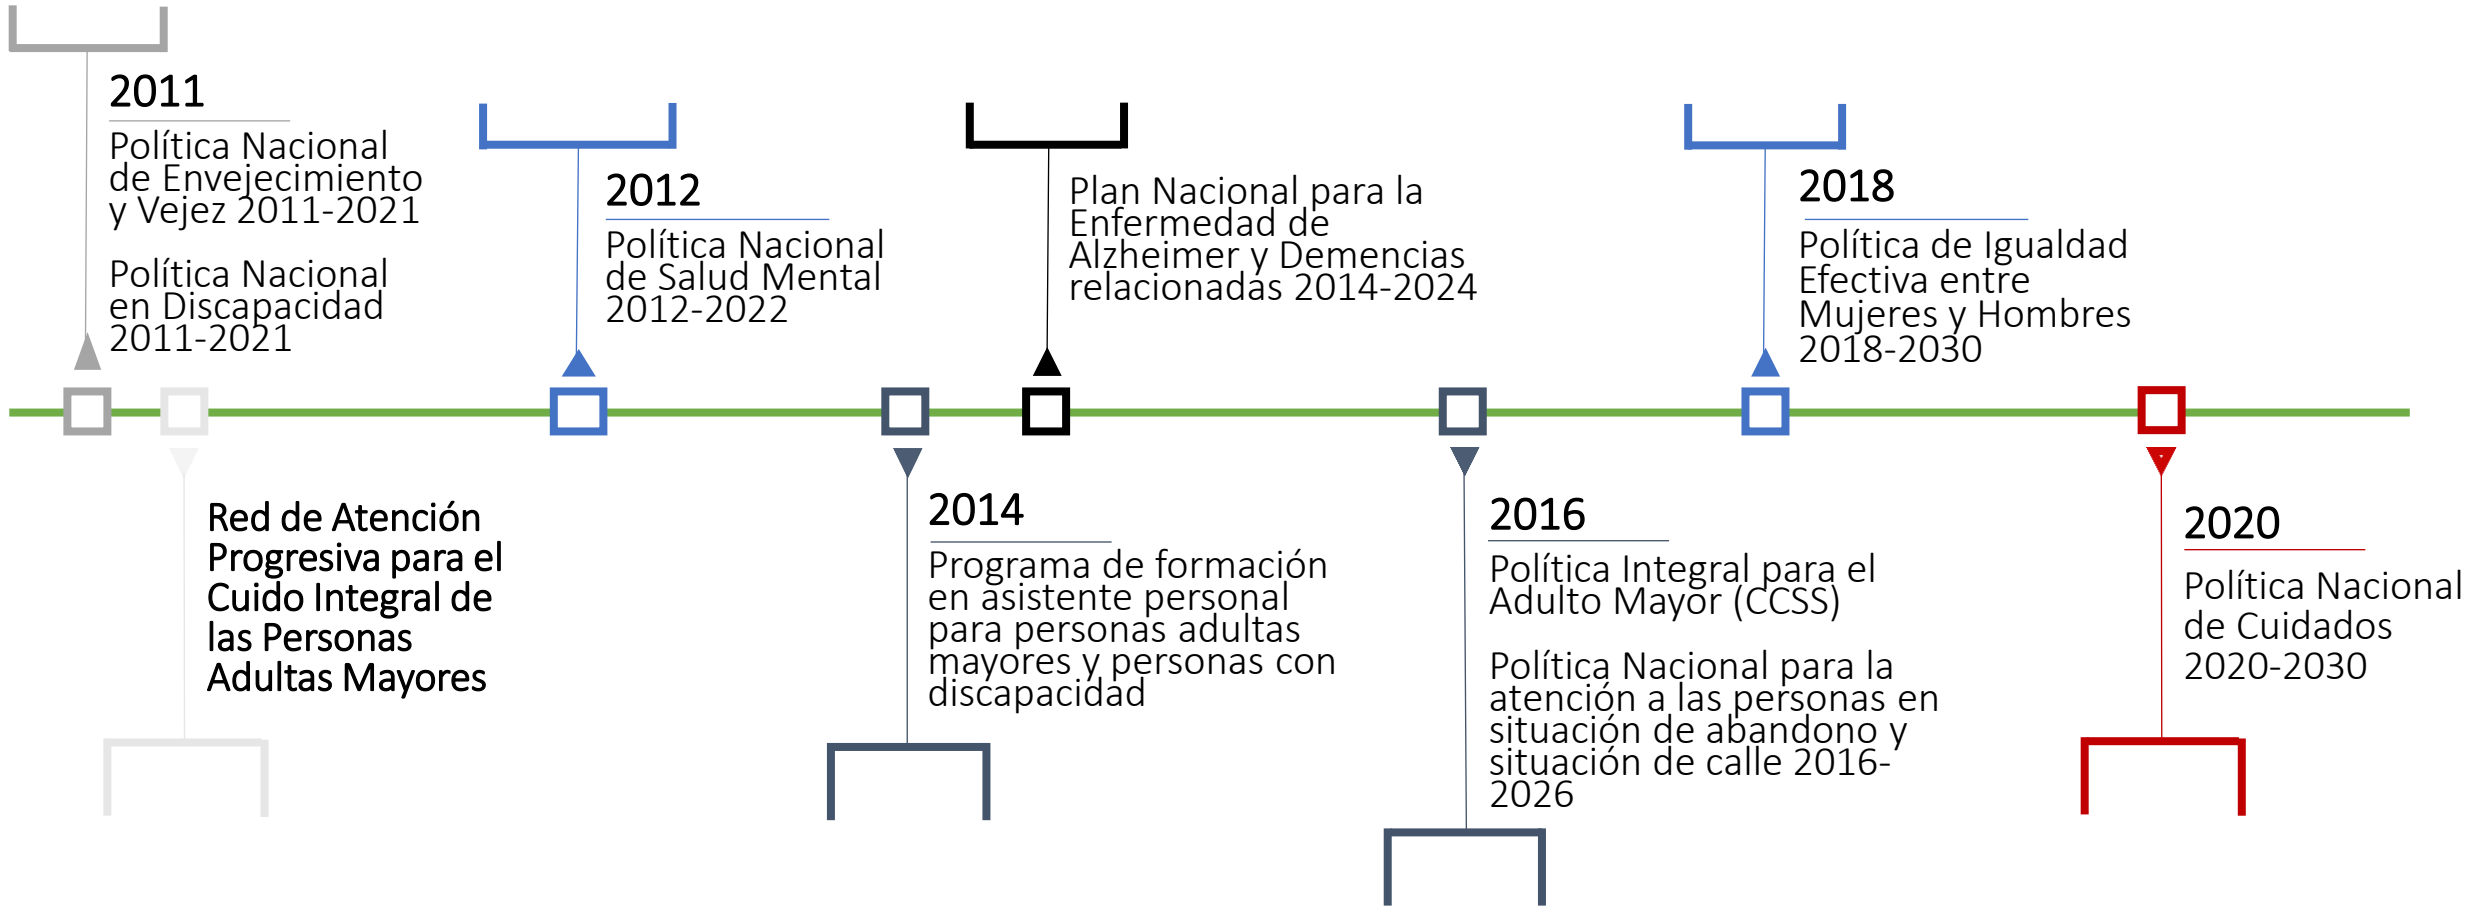 2011
Política Nacional
de Envejecimiento
y Vejez 2011-2021
Política Nacional
en Discapacidad
2011-2021
Red de Atención
Progresiva para el
Cuido Integral de
las Personas
Adultas Mayores
2012
Política Nacional
de Salud Mental
2012-2022
2014
Programa de formación
en asistente personal
para personas adultas
mayores y personas con
discapacidad
Plan Nacional para la
Enfermedad de
Alzheimer y Demencias
relacionadas 2014-2024
2016
Política Integral para el
Adulto Mayor (CCSS)
Política Nacional para la
atención a las personas en
situación de abandono y
situación de calle 2016-
2026
2018
Política de Igualdad
Efectiva entre
Mujeres y Hombres
2018-2030
2020
Política Nacional
de Cuidados
2020-2030